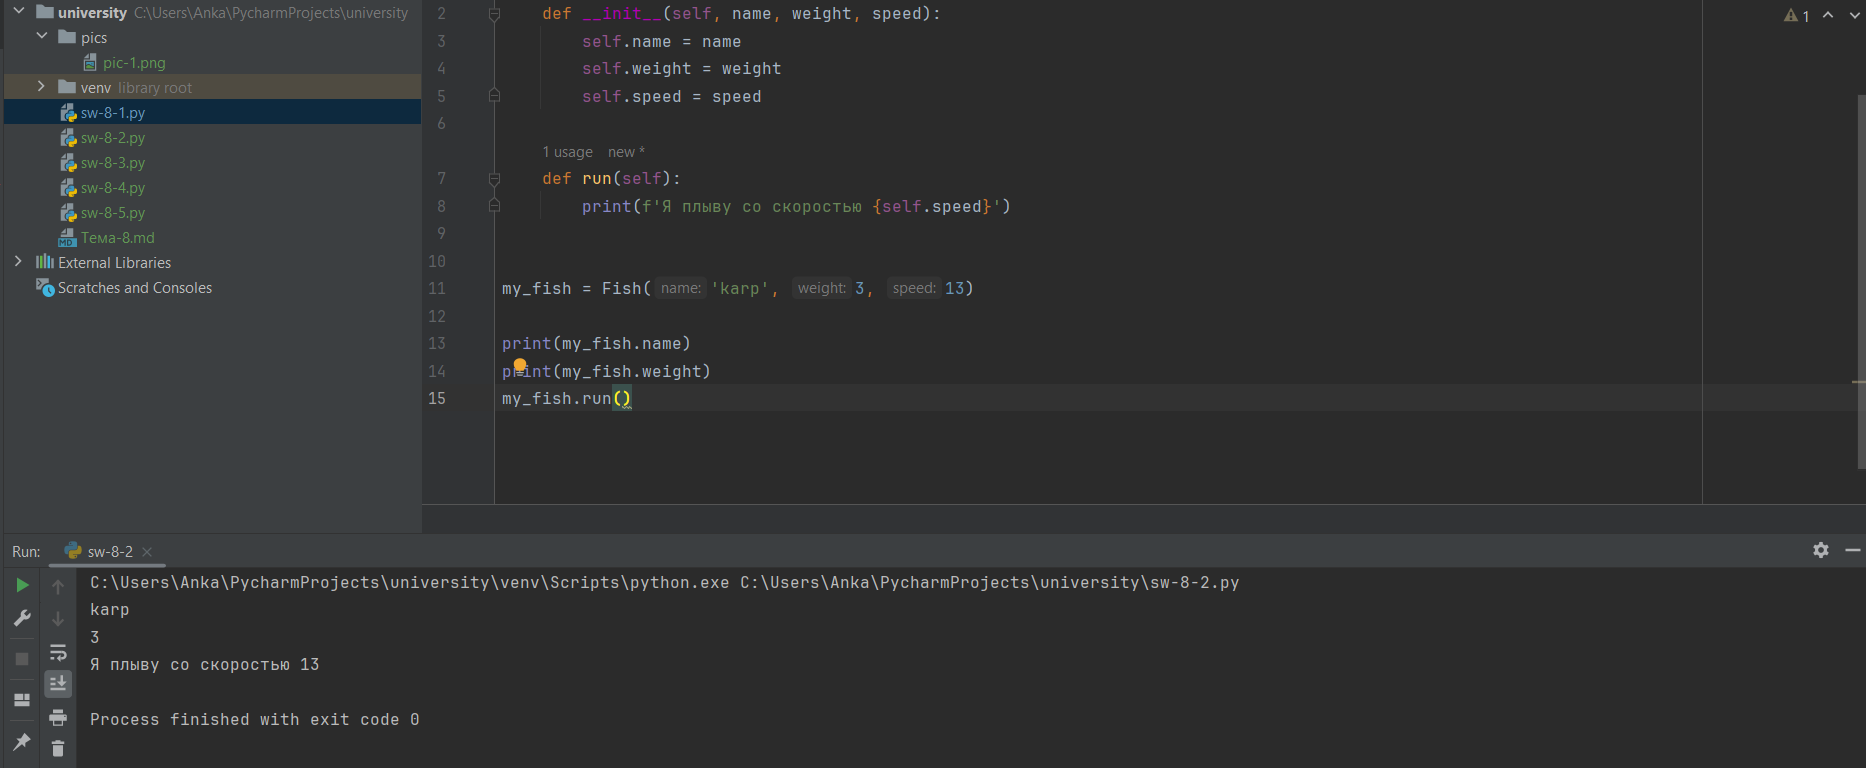 university C:\Users\Anka\PycharmProjects\university
pics
pic-1.png
venv library root
sw-8-1.py
sw-8-2.py
sw-8-3.py
sw-8-4.py
sw-8-5.py
Тема-8.md
External Libraries
Scratches and Consoles
2 def __init__(self, name, weight, speed):
3 self.name = name
4 self.weight = weight
5 self.speed = speed
6
1 usage new *
7 def run(self):
8 print(f'Я плыву со скоростью {self.speed}')
9
10
11 my_fish = Fish( name: 'karp', weight: 3, speed: 13)
12
13 print(my_fish.name)
14 print(my_fish.weight)
15 my_fish.run()
1
Run: sw-8-2
C:\Users\Anka\PycharmProjects\university\venv\Scripts\python.exe C:\Users\Anka\PycharmProjects\university\sw-8-2.py
karp
3
Я плыву со скоростью 13
Process finished with exit code 0